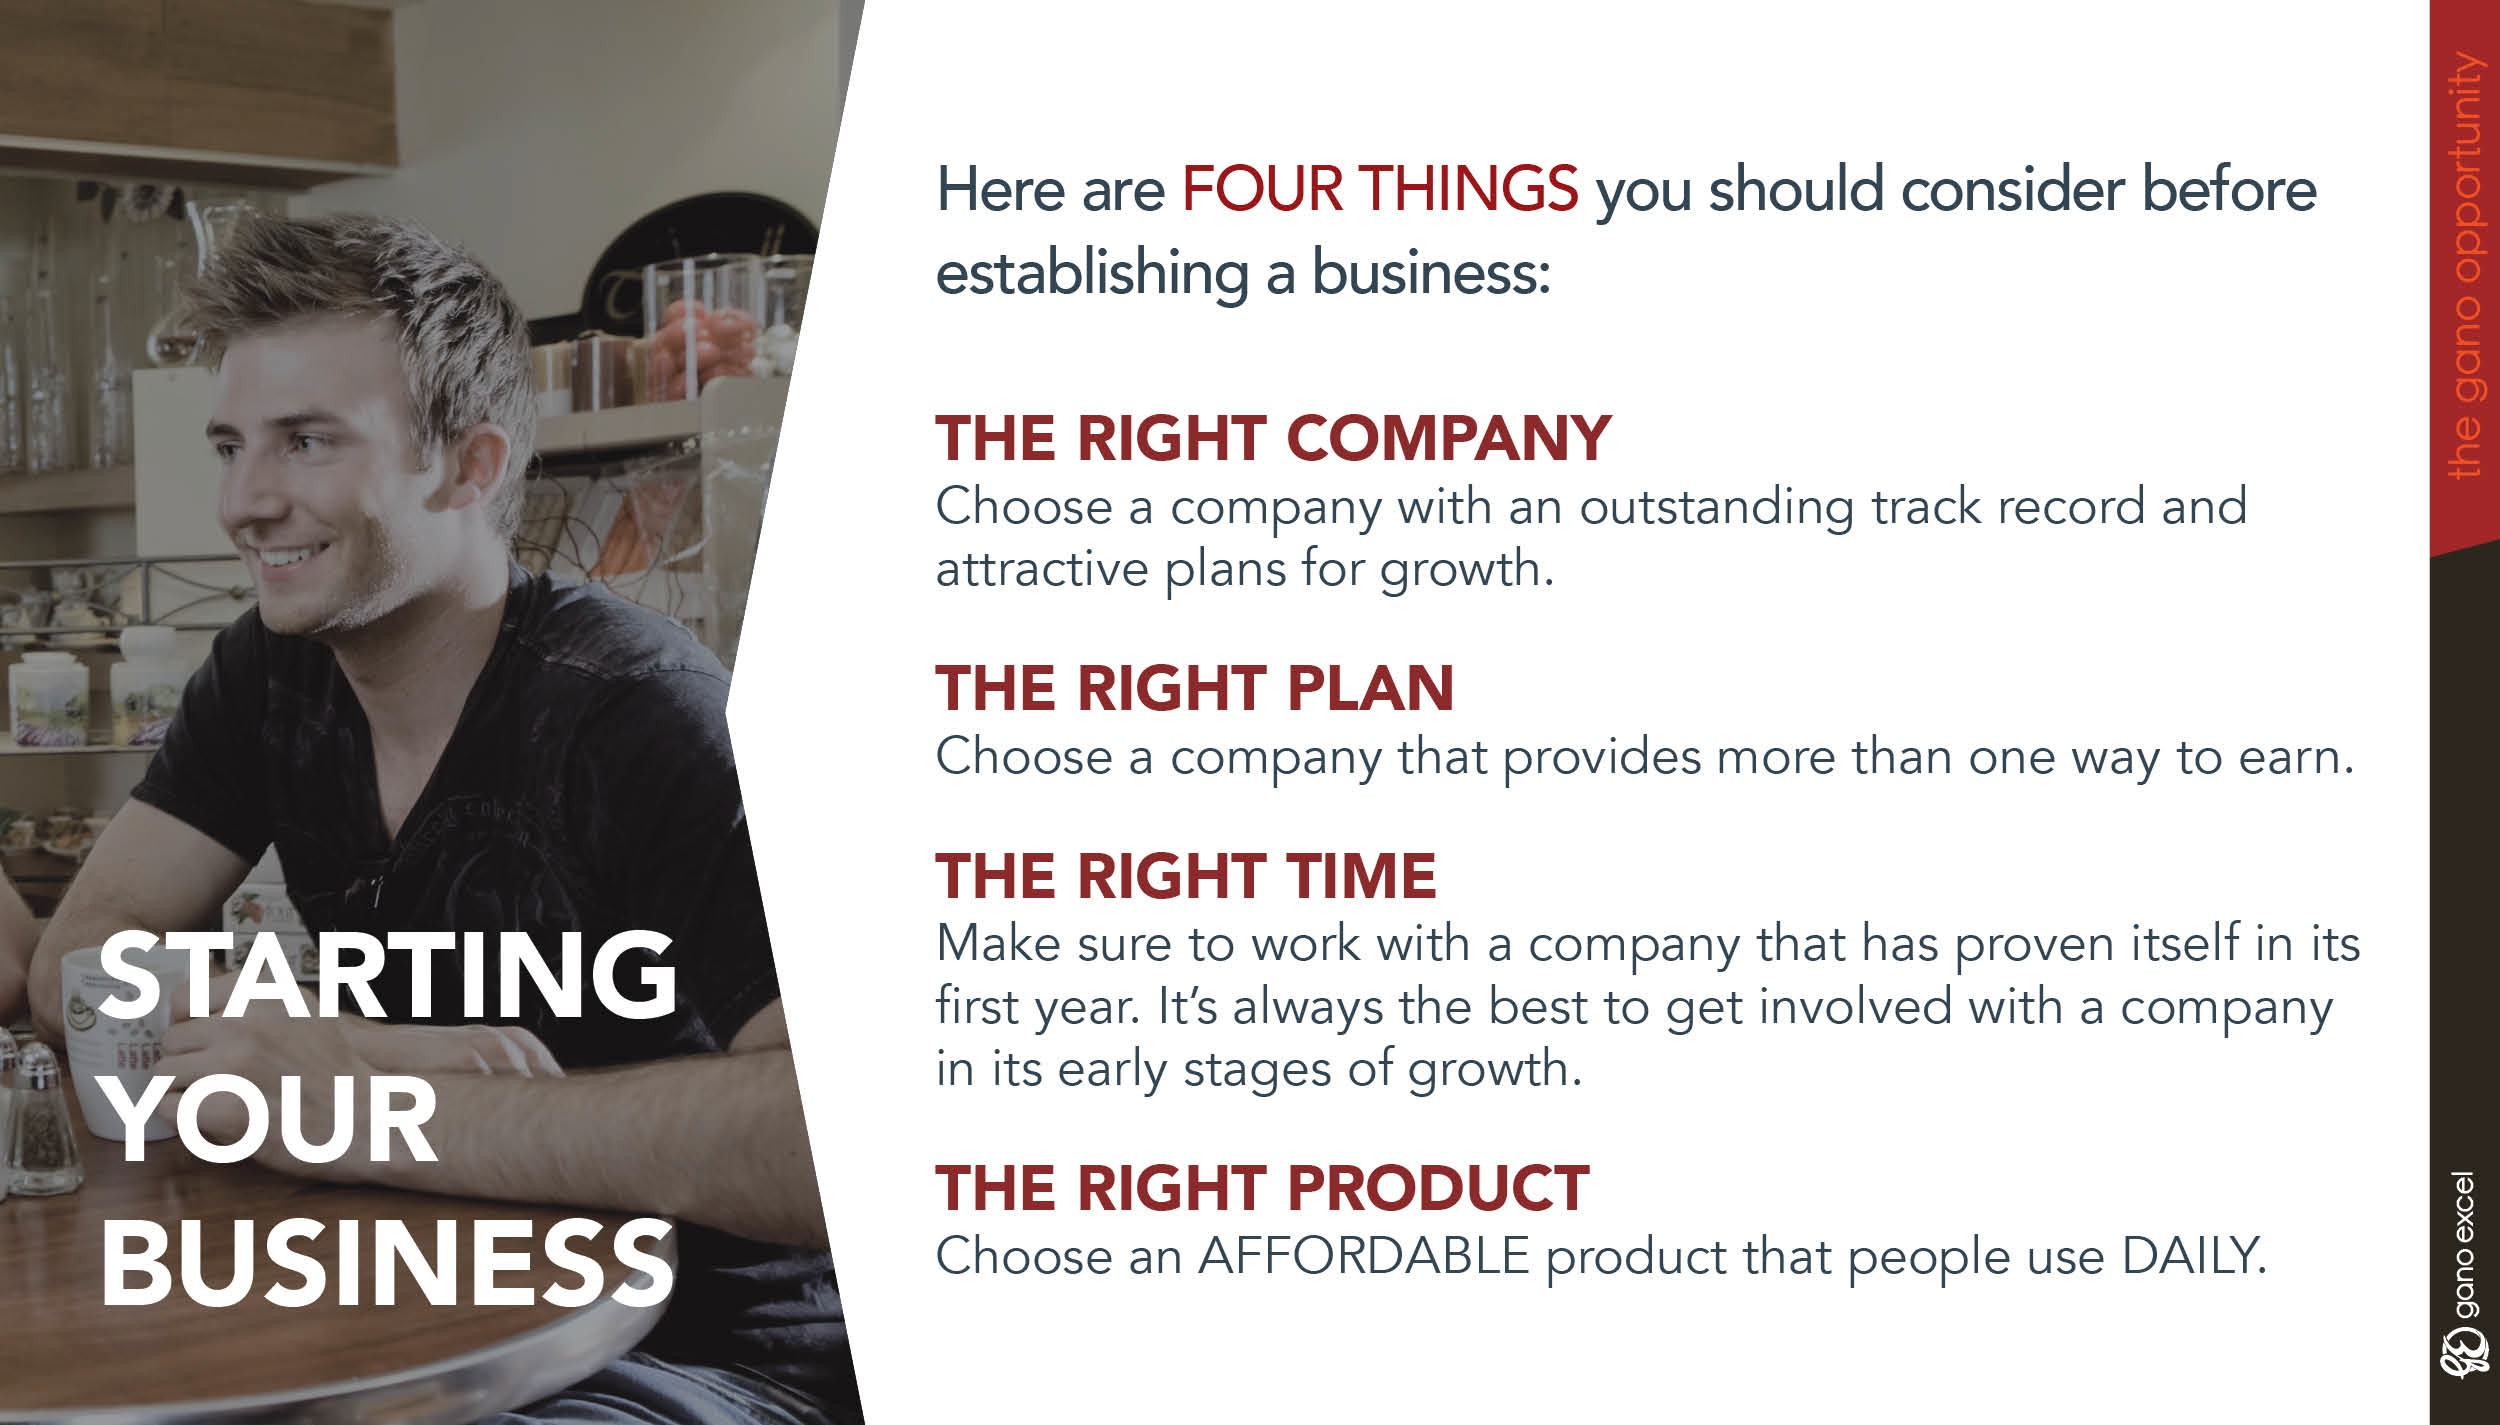 STARTING
YOUR
BUSINESS
Here are FOUR THINGS you should consider before
establishing a business:
THE RIGHT COMPANY
Choose a company with an outstanding track record and
attractive plans for growth.
THE RIGHT PLAN
Choose a company that provides more than one way to earn.
THE RIGHT TIME
Make sure to work with a company that has proven itself in its
first year. It’s always the best to get involved with a company
in its early stages of growth.
THE RIGHT PRODUCT
Choose an AFFORDABLE product that people use DAILY.
the gano opportunity
gano excel